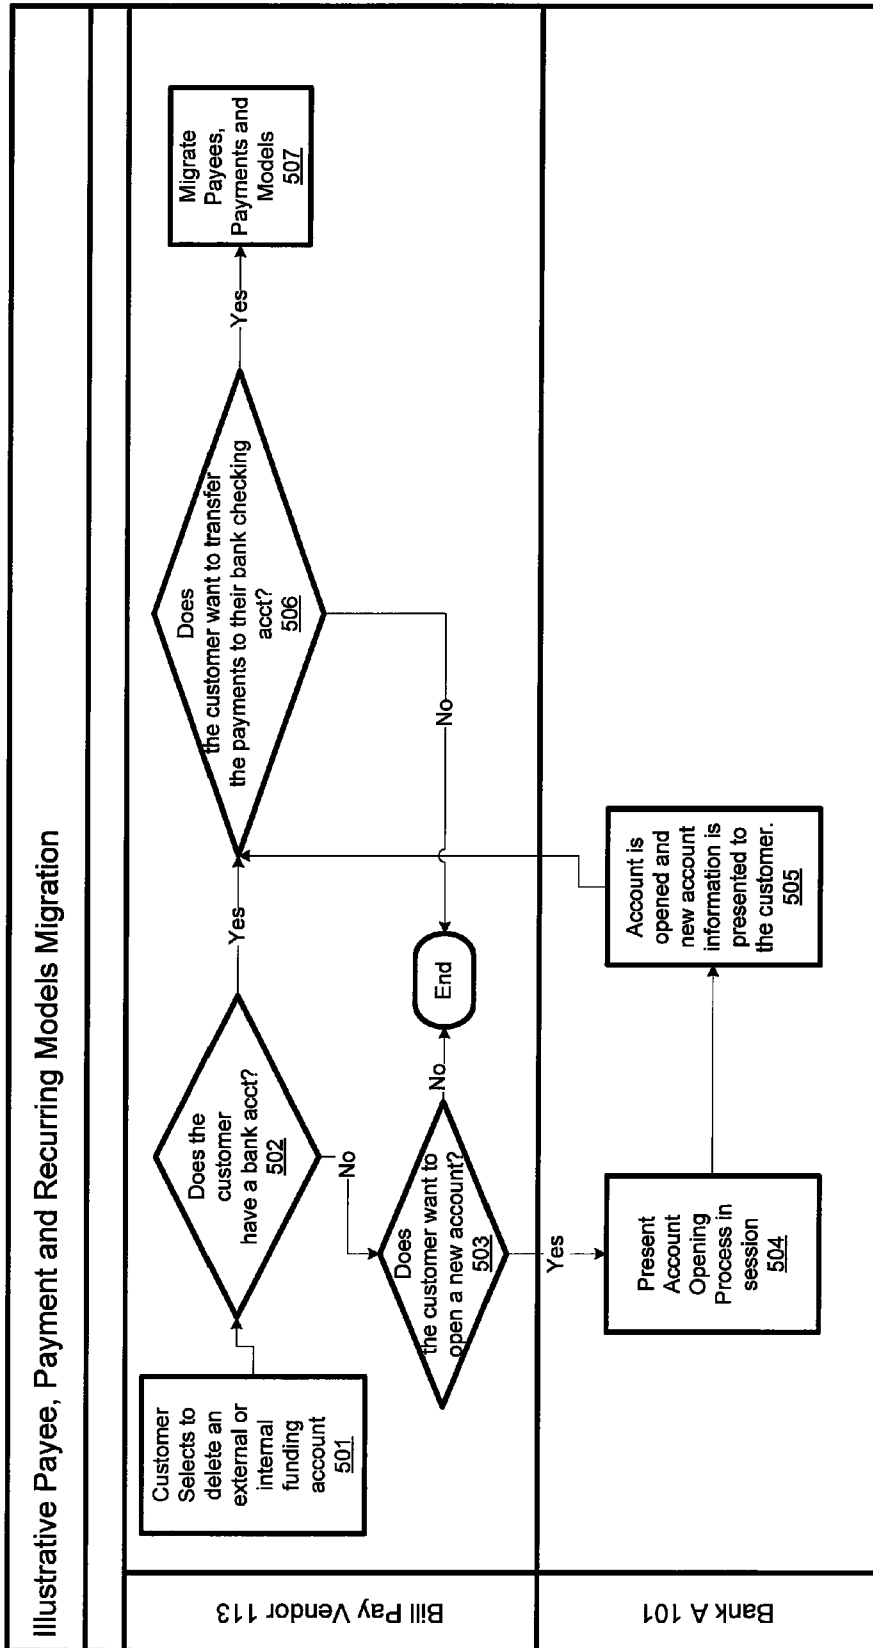 Illustrative Payee, Payment and Recurring Models Migration
Bill Pay Vendor 113
Customer
Selects to
delete an
external or
internal
funding
account
501
Does the
customer
have a bank acct?
502
Yes
No
Does
the customer want to
open a new account?
503
No
Yes
End
Does
the customer want to transfer
the payments to their bank checking
acct?
506
Yes
No
Migrate
Payees,
Payments and
Models
507
Bank A 101
Present
Account
Opening
Process in
session
504
Account is
opened and
new account
information is
presented to
the customer.
505